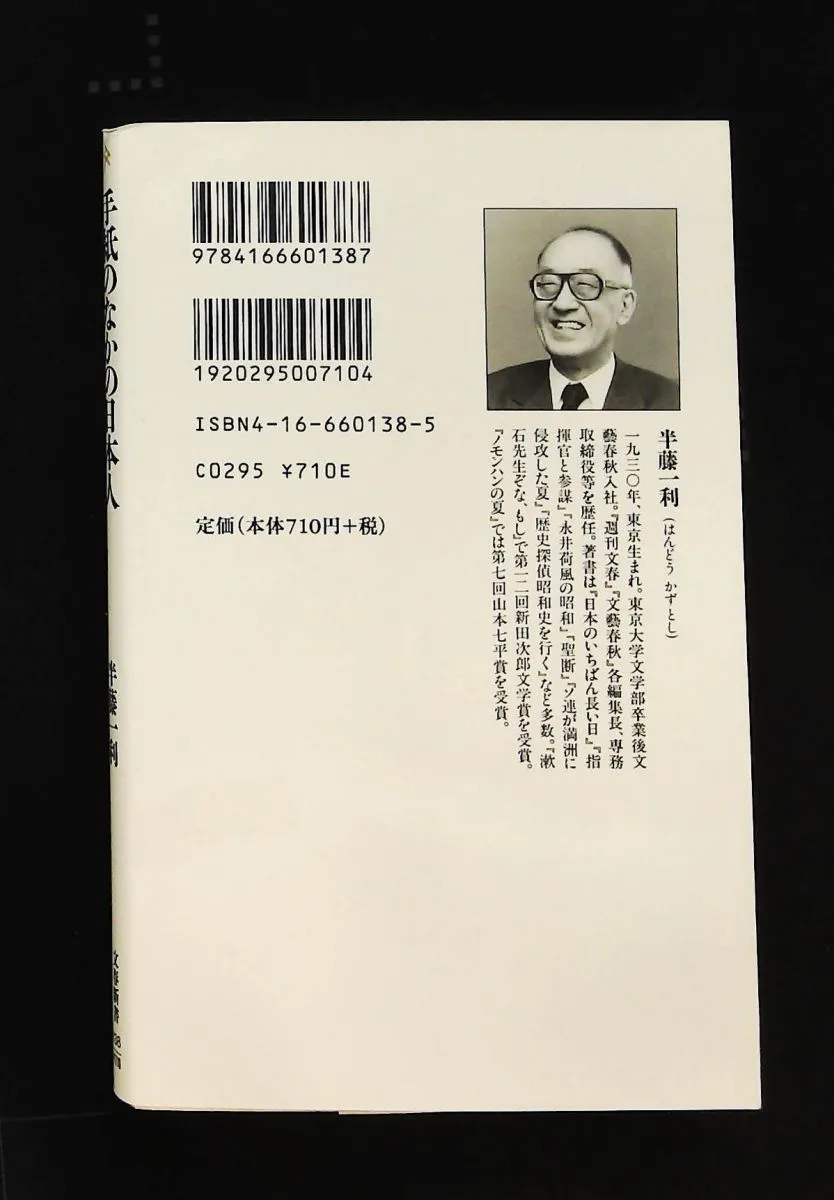 手紙のなかの日本人
半藤一利
文春新書
9784166601387
1920295007104
ISBN4-16-660138-5
C0295 ¥710E
定価(本体710円+税)
半藤一利(はんどう かずとし)
一九三〇年、東京生まれ。東京大学文学部卒業後文
藝春秋入社。『週刊文春』『文藝春秋』各編集長、専務
取締役等を歴任。著書は『日本のいちばん長い日』『指
揮官と参謀』『永井荷風の昭和』『聖断』『ソ連が満洲に
侵攻した夏』『歴史探偵昭和史を行く』など多数。『漱
石先生ぞな、もし』で第一二回新田次郎文学賞を受賞。
『ノモンハンの夏』では第七回山本七平賞を受賞。